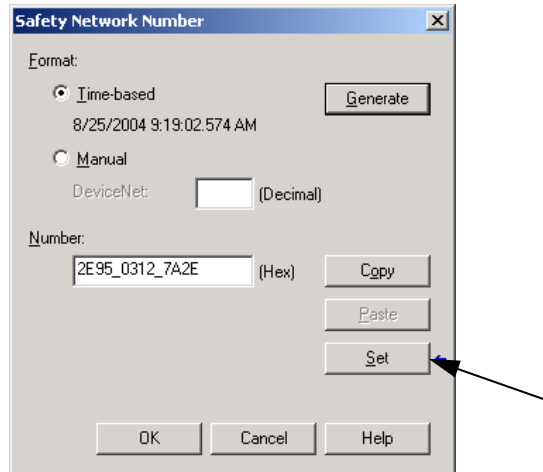 Safety Network Number
Format:
Time-based
Generate
8/25/2004 9:19:02.574 AM
Manual
DeviceNet:
(Decimal)
Number:
2E95_0312_7A2E
(Hex)
Copy
Paste
Set
OK
Cancel
Help